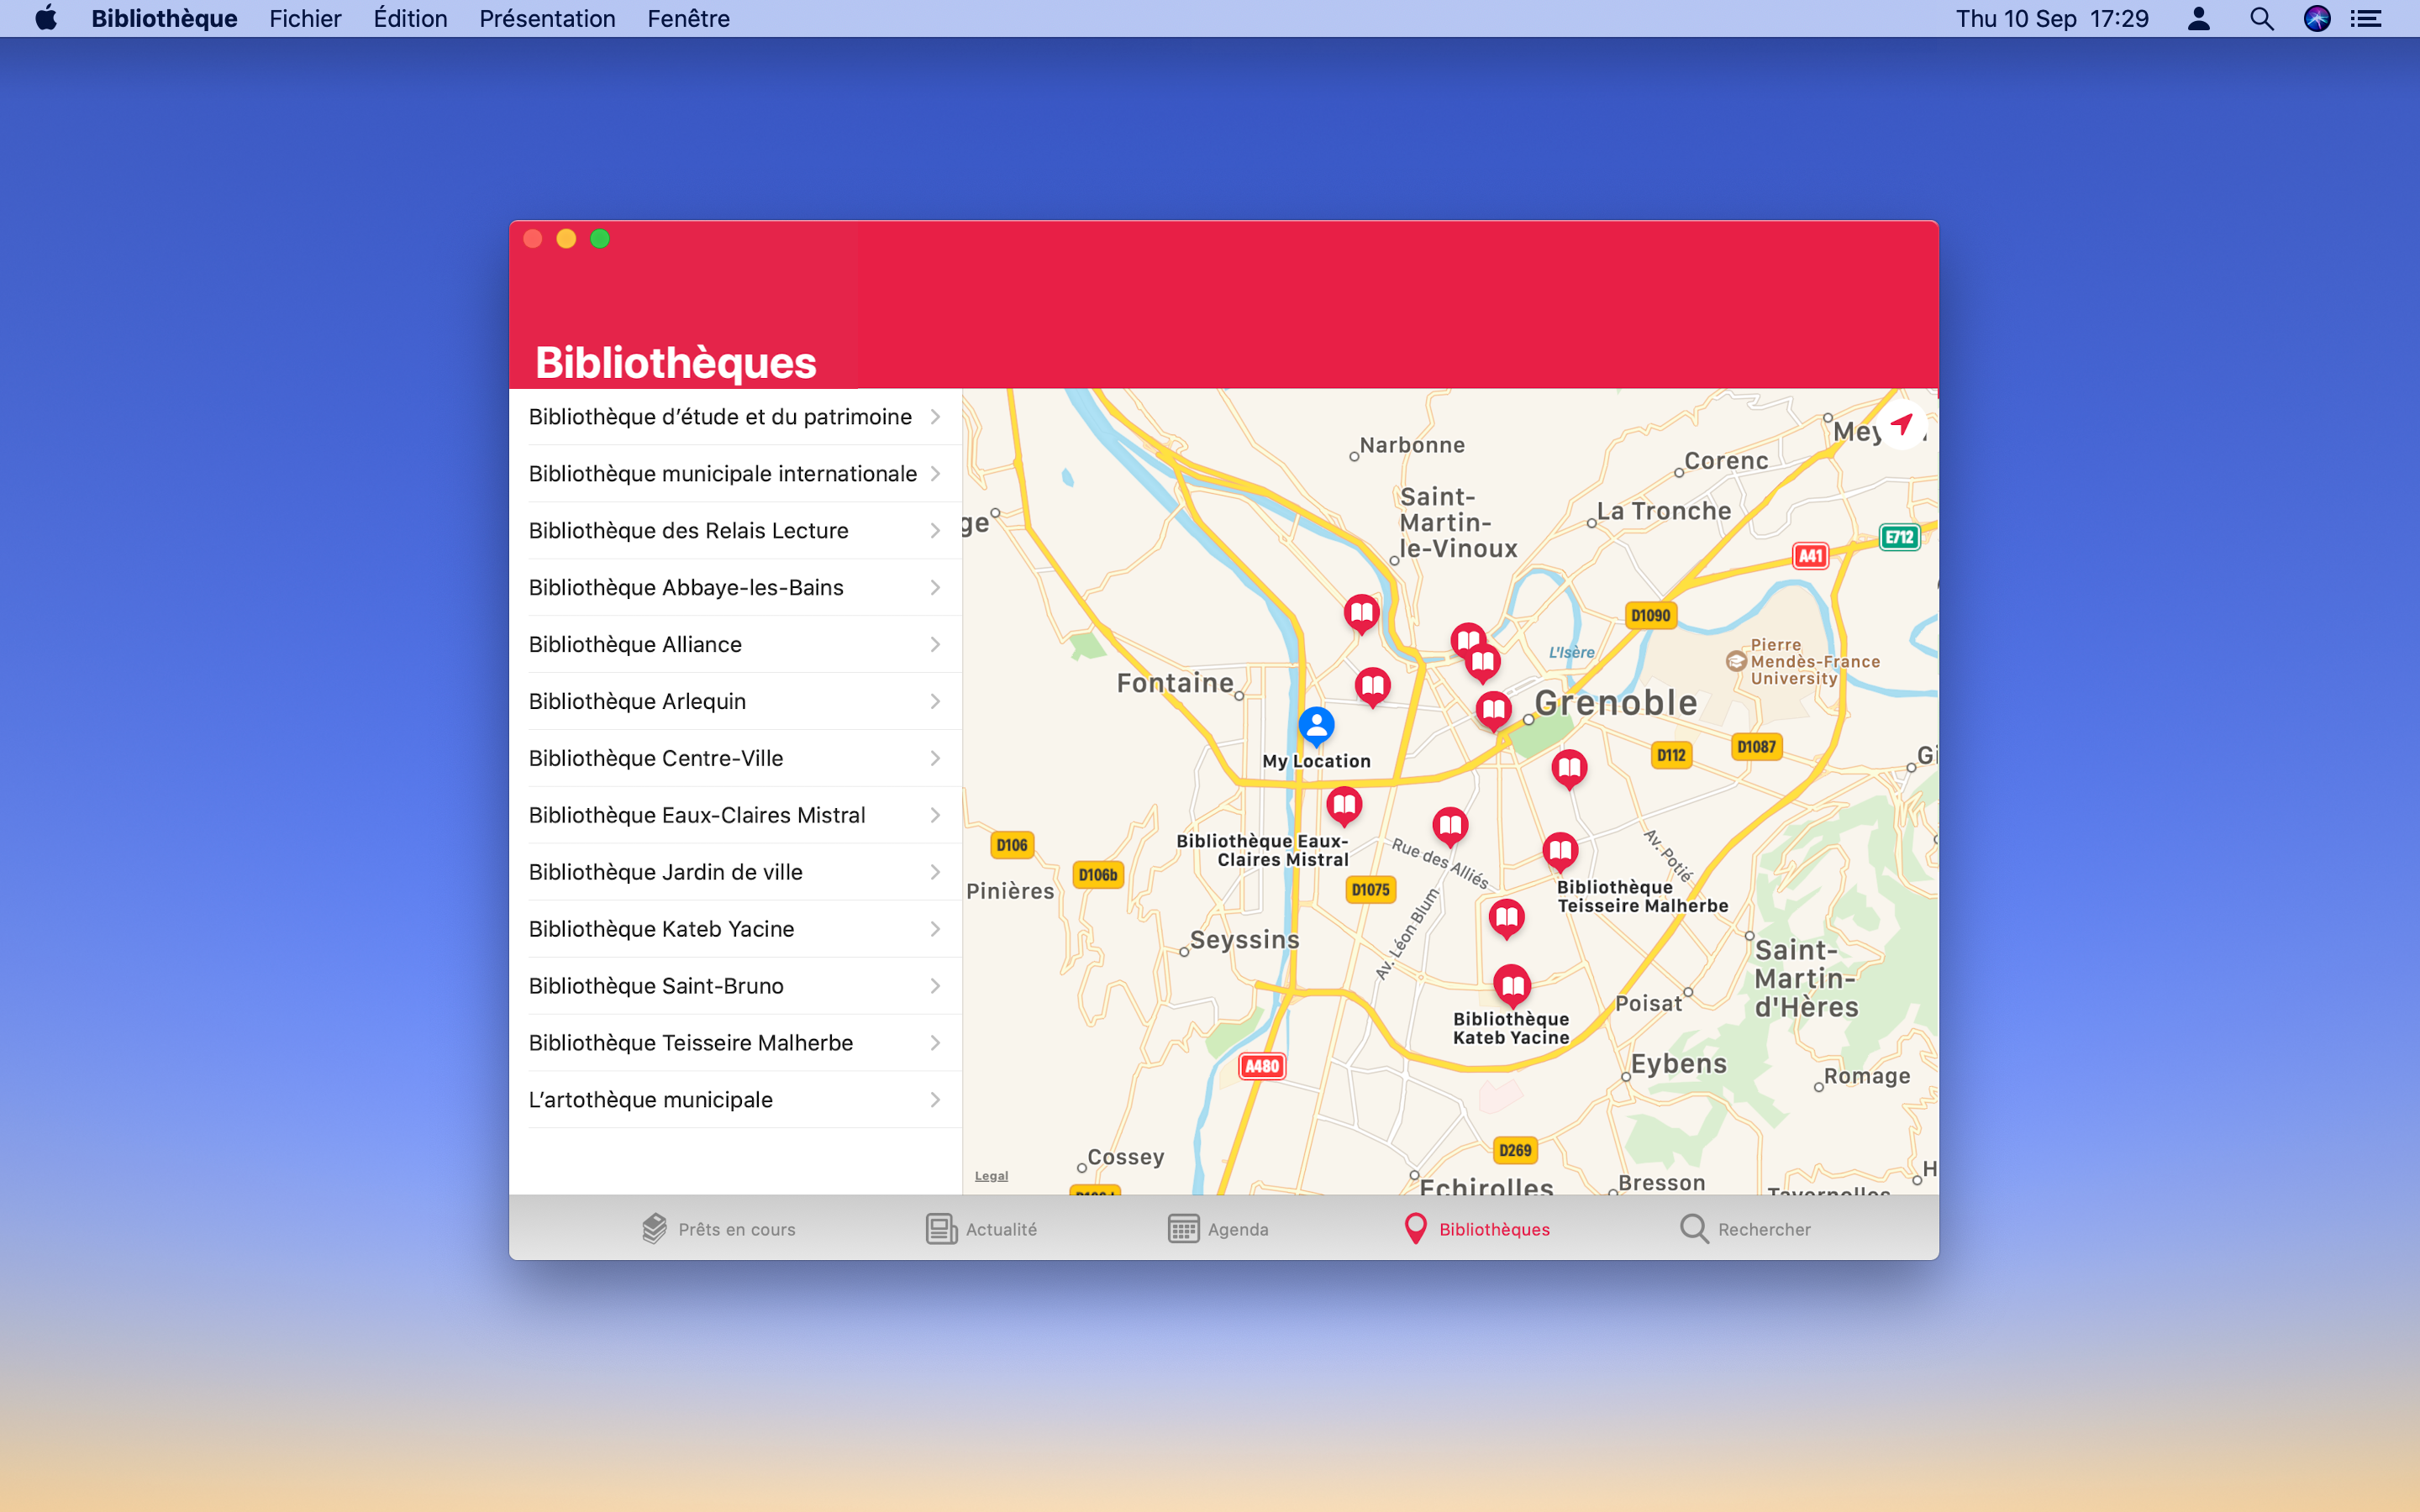 Bibliothèque Fichier Édition Présentation Fenêtre Thu 10 Sep 17:29
Bibliothèques
Bibliothèque d’étude et du patrimoine
Bibliothèque municipale internationale
Bibliothèque des Relais Lecture
Bibliothèque Abbaye-les-Bains
Bibliothèque Alliance
Bibliothèque Arlequin
Bibliothèque Centre-Ville
Bibliothèque Eaux-Claires Mistral
Bibliothèque Jardin de ville
Bibliothèque Kateb Yacine
Bibliothèque Saint-Bruno
Bibliothèque Teisseire Malherbe
L’artothèque municipale
Narbonne
Corenc
Saint-
Martin-
le-Vinoux
La Tronche
E712
A41
D1090
L'Isère
Pierre
Mendès-France
University
Fontaine
Grenoble
My Location
D112
D1087
D106
Bibliothèque Eaux-
Claires Mistral
Rue des Alliés
Av. Potié
D106b
Pinières
D1075
Bibliothèque
Teisseire Malherbe
Av. Léon Blum
Seyssins
Saint-
Martin-
d'Hères
Poisat
Bibliothèque
Kateb Yacine
A480
Eybens
Romage
D269
Cossey
Legal
Echirolles
Bresson
Prêts en cours
Actualité
Agenda
Bibliothèques
Rechercher